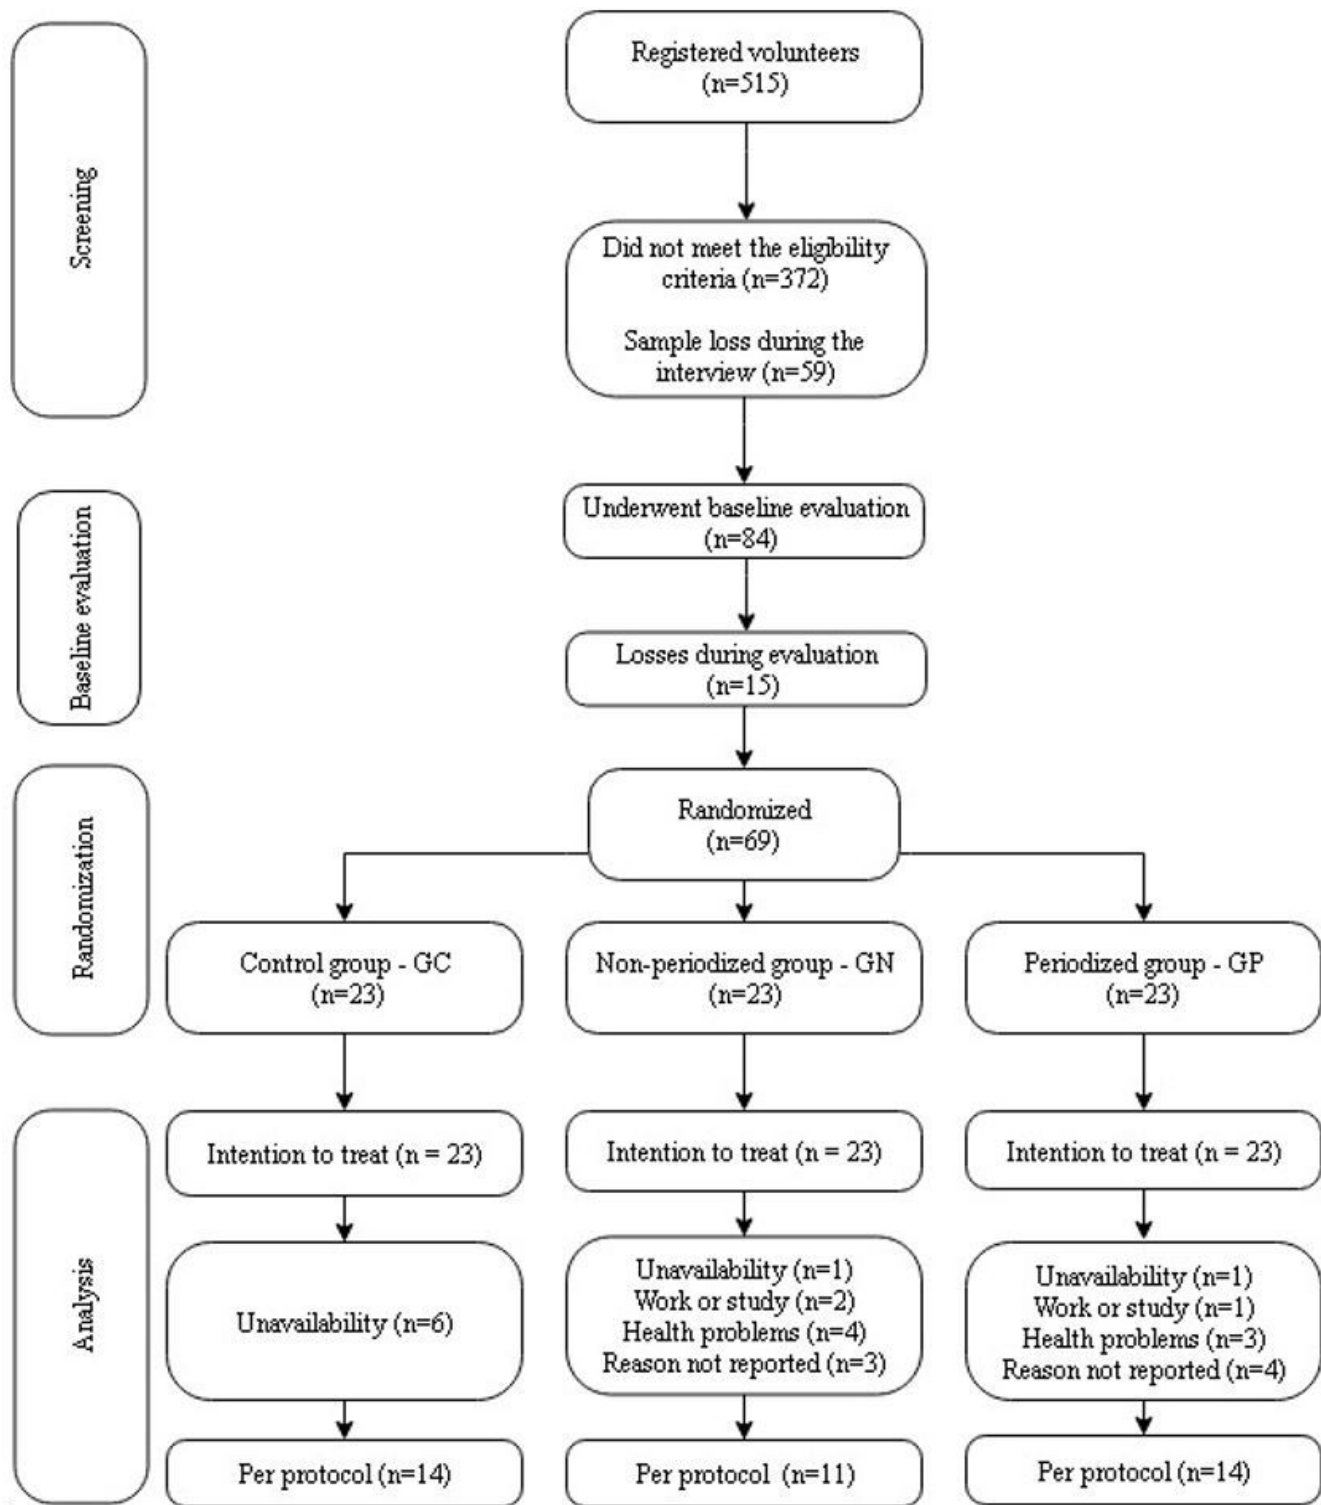 Screening
Registered volunteers
(n=515)
Did not meet the eligibility
criteria (n=372)
Sample loss during the
interview (n=59)
Baseline evaluation
Underwent baseline evaluation
(n=84)
Losses during evaluation
(n=15)
Randomization
Randomized
(n=69)
Control group - GC
(n=23)
Non-periodized group - GN
(n=23)
Periodized group - GP
(n=23)
Analysis
Intention to treat (n = 23)
Intention to treat (n = 23)
Intention to treat (n = 23)
Unavailability (n=6)
Unavailability (n=1)
Work or study (n=2)
Health problems (n=4)
Reason not reported (n=3)
Unavailability (n=1)
Work or study (n=1)
Health problems (n=3)
Reason not reported (n=4)
Per protocol (n=14)
Per protocol (n=11)
Per protocol (n=14)